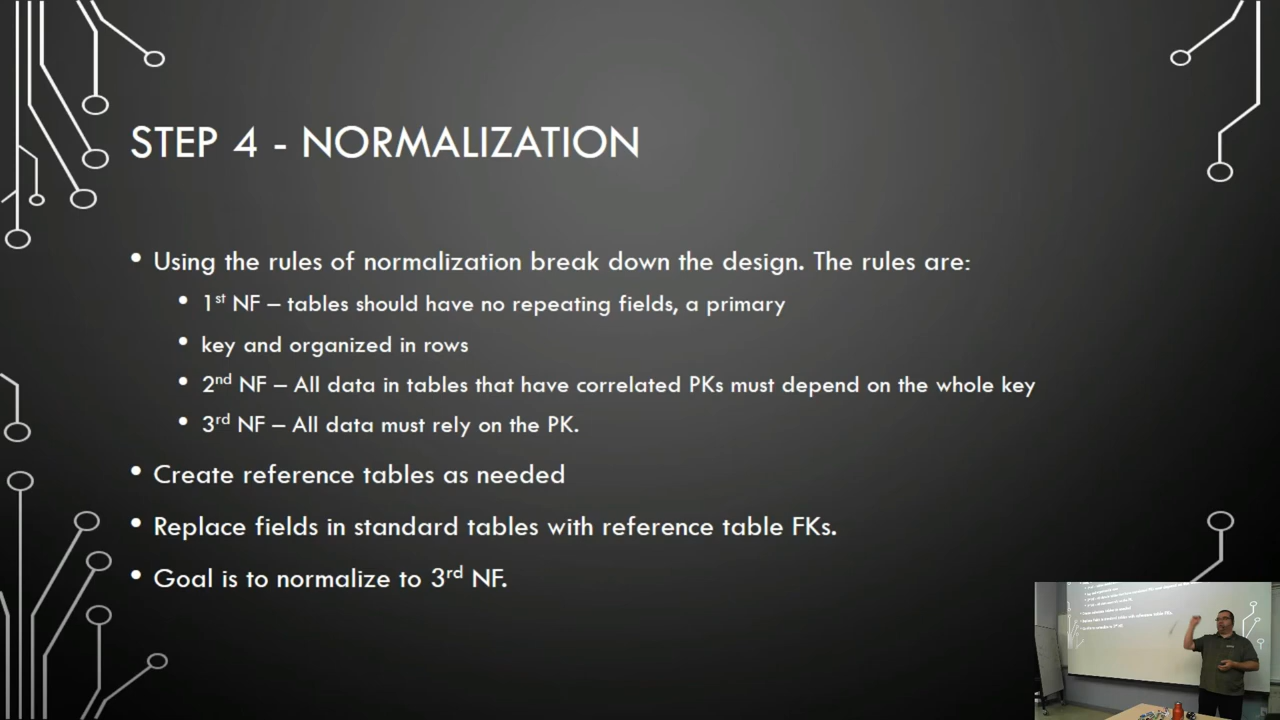 STEP 4 - NORMALIZATION
• Using the rules of normalization break down the design. The rules are:
• 1st NF – tables should have no repeating fields, a primary
• key and organized in rows
• 2nd NF – All data in tables that have correlated PKs must depend on the whole key
• 3rd NF – All data must rely on the PK.
• Create reference tables as needed
• Replace fields in standard tables with reference table FKs.
• Goal is to normalize to 3rd NF.